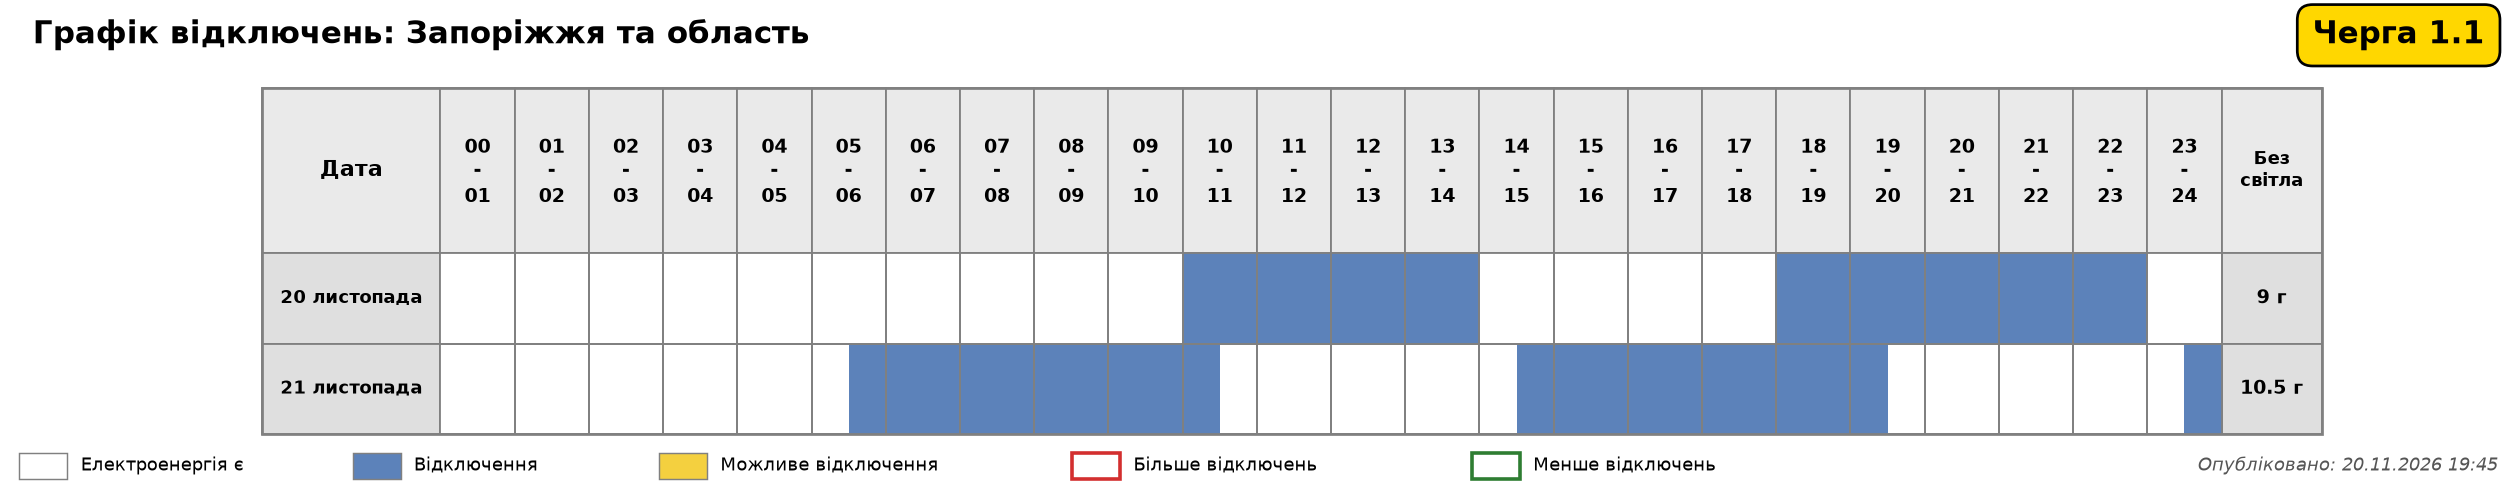 Графік відключень: Запоріжжя та область
Черга 1.1
Дата 00 - 01 01 - 02 02 - 03 03 - 04 04 - 05 05 - 06 06 - 07 07 - 08 08 - 09 09 - 10 10 - 11 11 - 12 12 - 13 13 - 14 14 - 15 15 - 16 16 - 17 17 - 18 18 - 19 19 - 20 20 - 21 21 - 22 22 - 23 23 - 24 Без світла
20 листопада 9 г
21 листопада 10.5 г
Електроенергія є Відключення Можливе відключення Більше відключень Менше відключень
Опубліковано: 20.11.2026 19:45